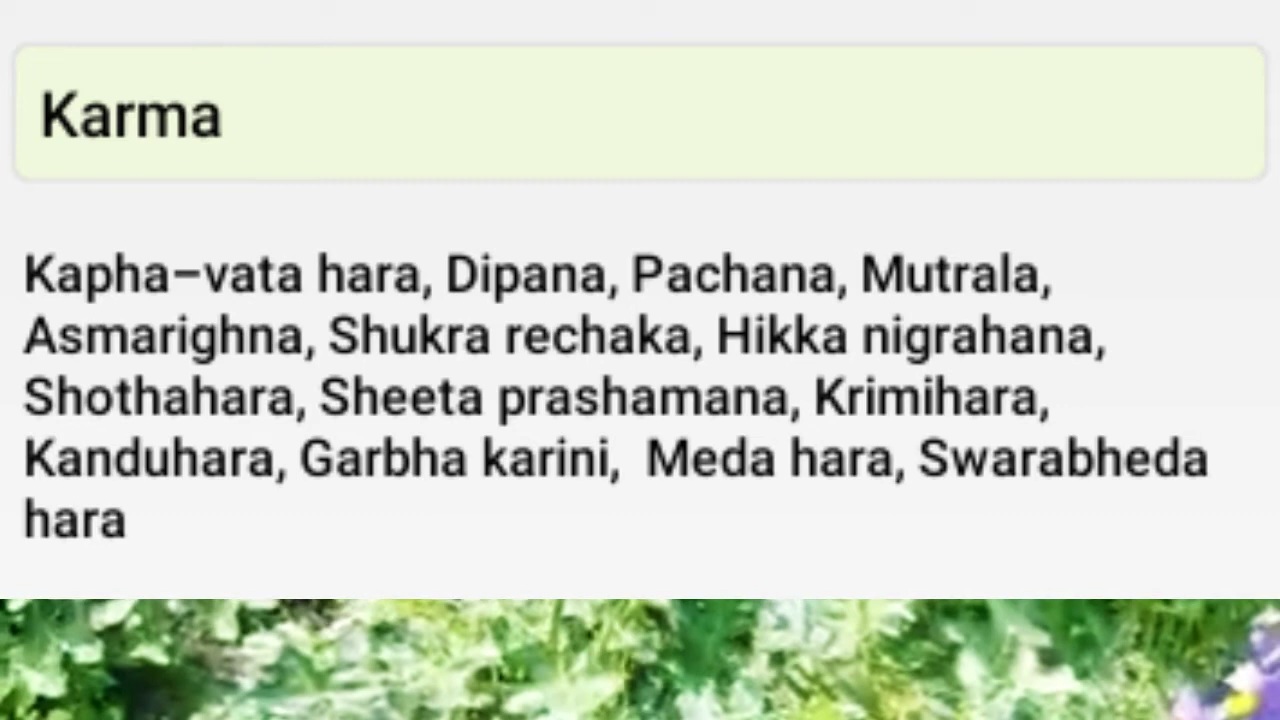 Karma
Kapha–vata hara, Dipana, Pachana, Mutrala,
Asmarighna, Shukra rechaka, Hikka nigrahana,
Shothahara, Sheeta prashamana, Krimihara,
Kanduhara, Garbha karini,  Meda hara, Swarabheda
hara